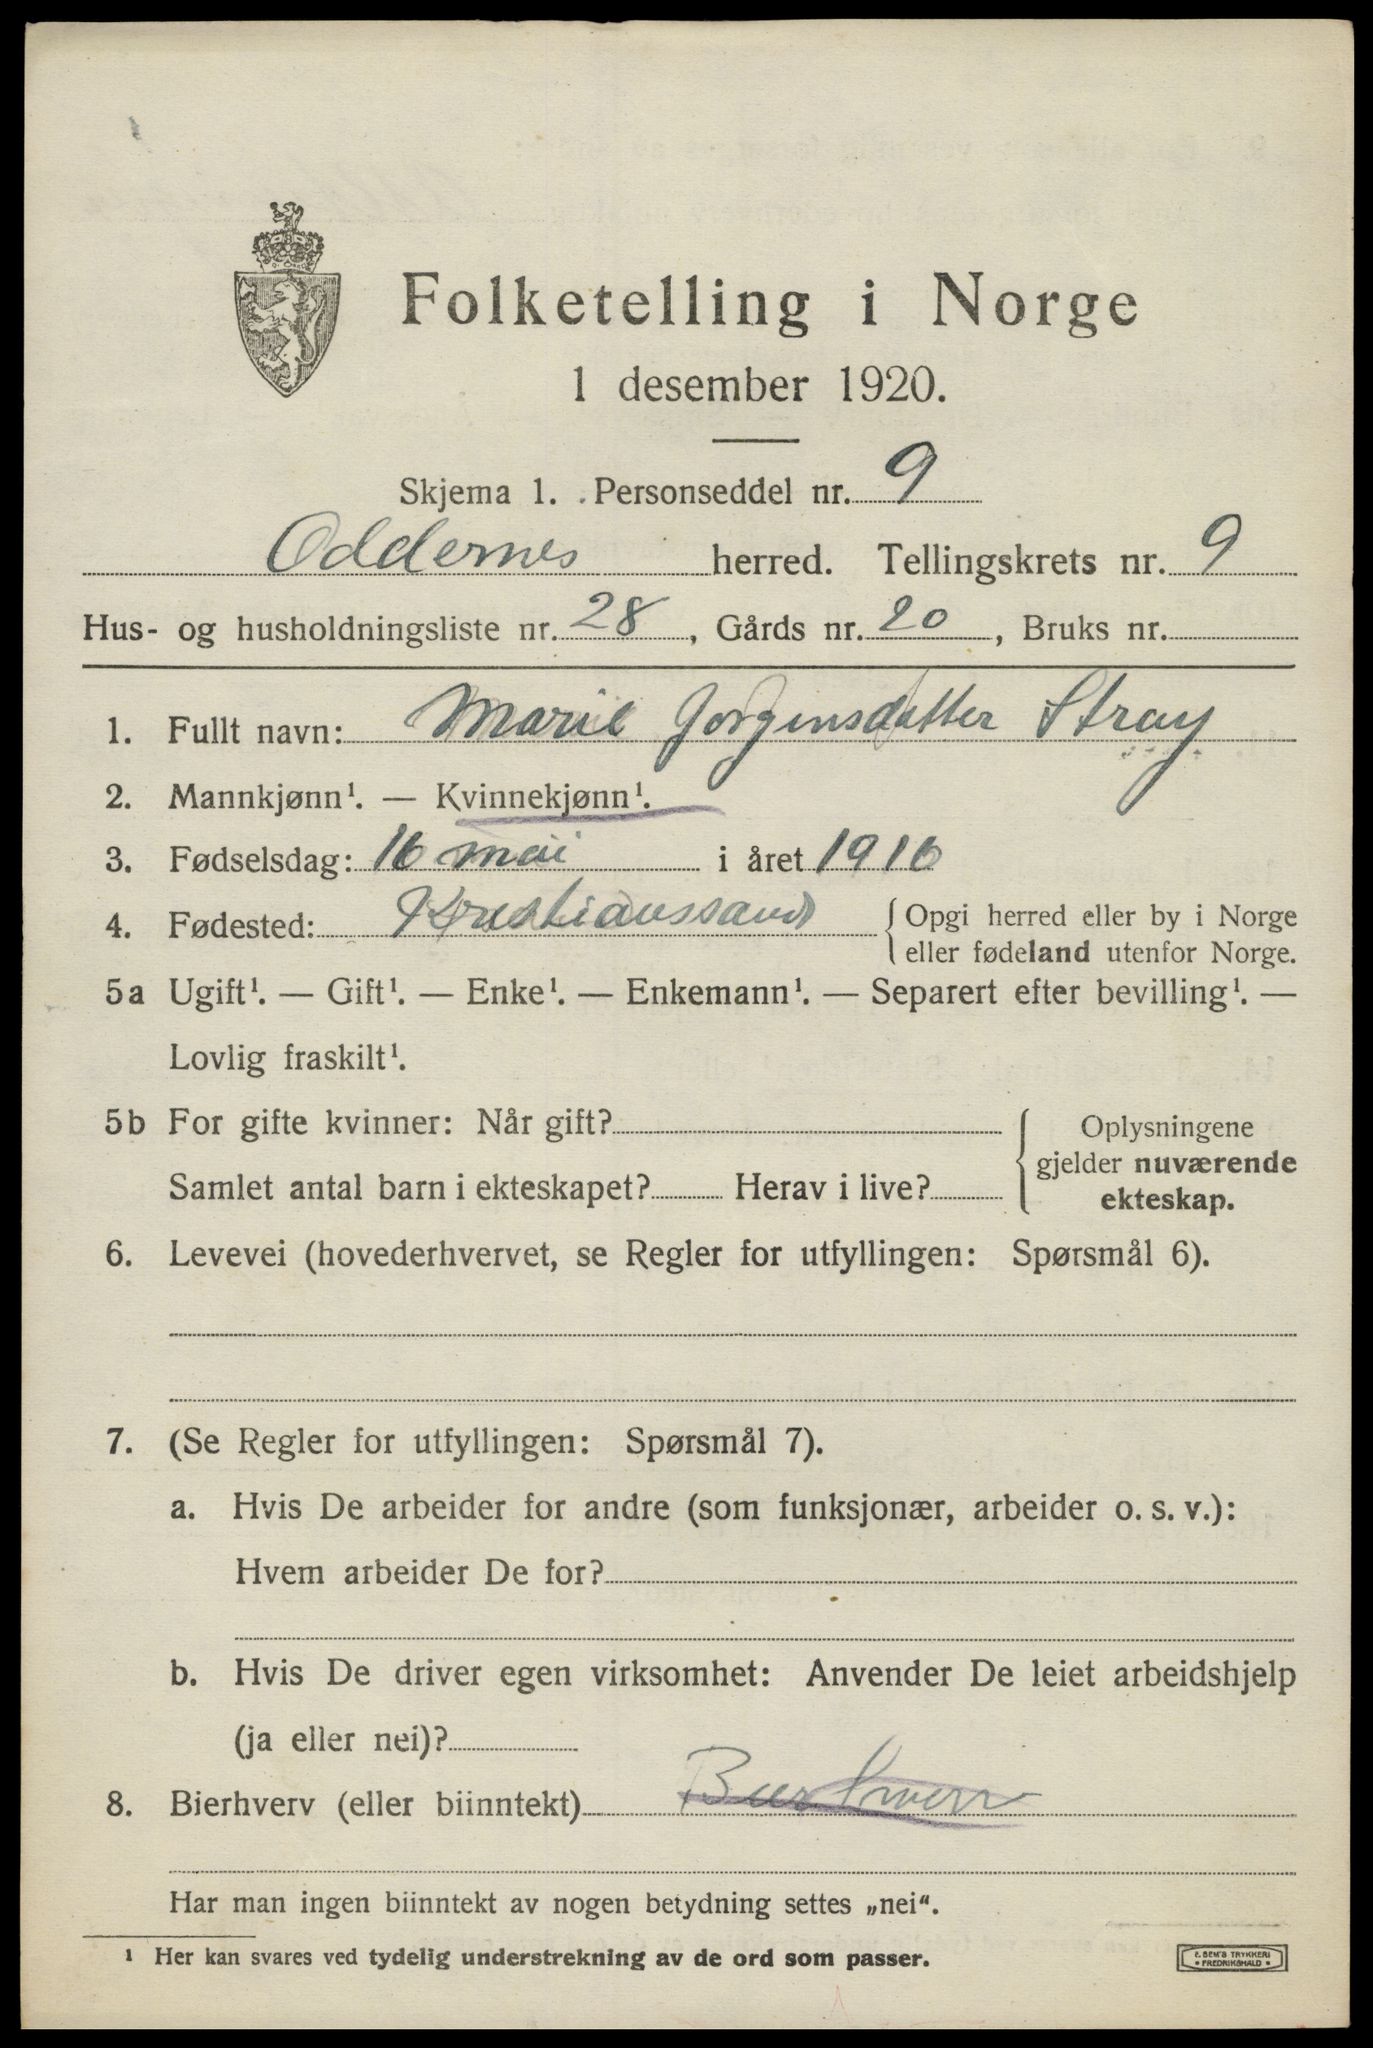 Folketelling i Norge
1 desember 1920.
Skjema 1. Personseddel nr. 9
Oddernes herred. Tellingskrets nr. 9
Hus- og husholdningsliste nr. 28, Gårds nr. 20, Bruks nr.
1. Fullt navn: Marie Jorgensdatter Stray
2. Mannkjønn¹. — Kvinnekjønn¹.
3. Fødselsdag: 16 mai i året 1916
4. Fødested: Kristianssand { Opgi herred eller by i Norge
eller fødeland utenfor Norge.
5a Ugift¹. — Gift¹. — Enke¹. — Enkemann¹. — Separert efter bevilling¹. —
Lovlig fraskilt¹.
5b For gifte kvinner: Når gift? { Oplysningene
gjelder nuværende
Samlet antal barn i ekteskapet? Herav i live? ekteskap.
6. Levevei (hovederhvervet, se Regler for utfyllingen: Spørsmål 6).
7. (Se Regler for utfyllingen: Spørsmål 7).
a. Hvis De arbeider for andre (som funksjonær, arbeider o. s. v.):
Hvem arbeider De for?
b. Hvis De driver egen virksomhet: Anvender De leiet arbeidshjelp
(ja eller nei)?
8. Bierhverv (eller biinntekt)
Har man ingen biinntekt av nogen betydning settes „nei“.
¹ Her kan svares ved tydelig understrekning av de ord som passer.
E. SEM'S TRYKKERI
• FREDRIKSHALD •